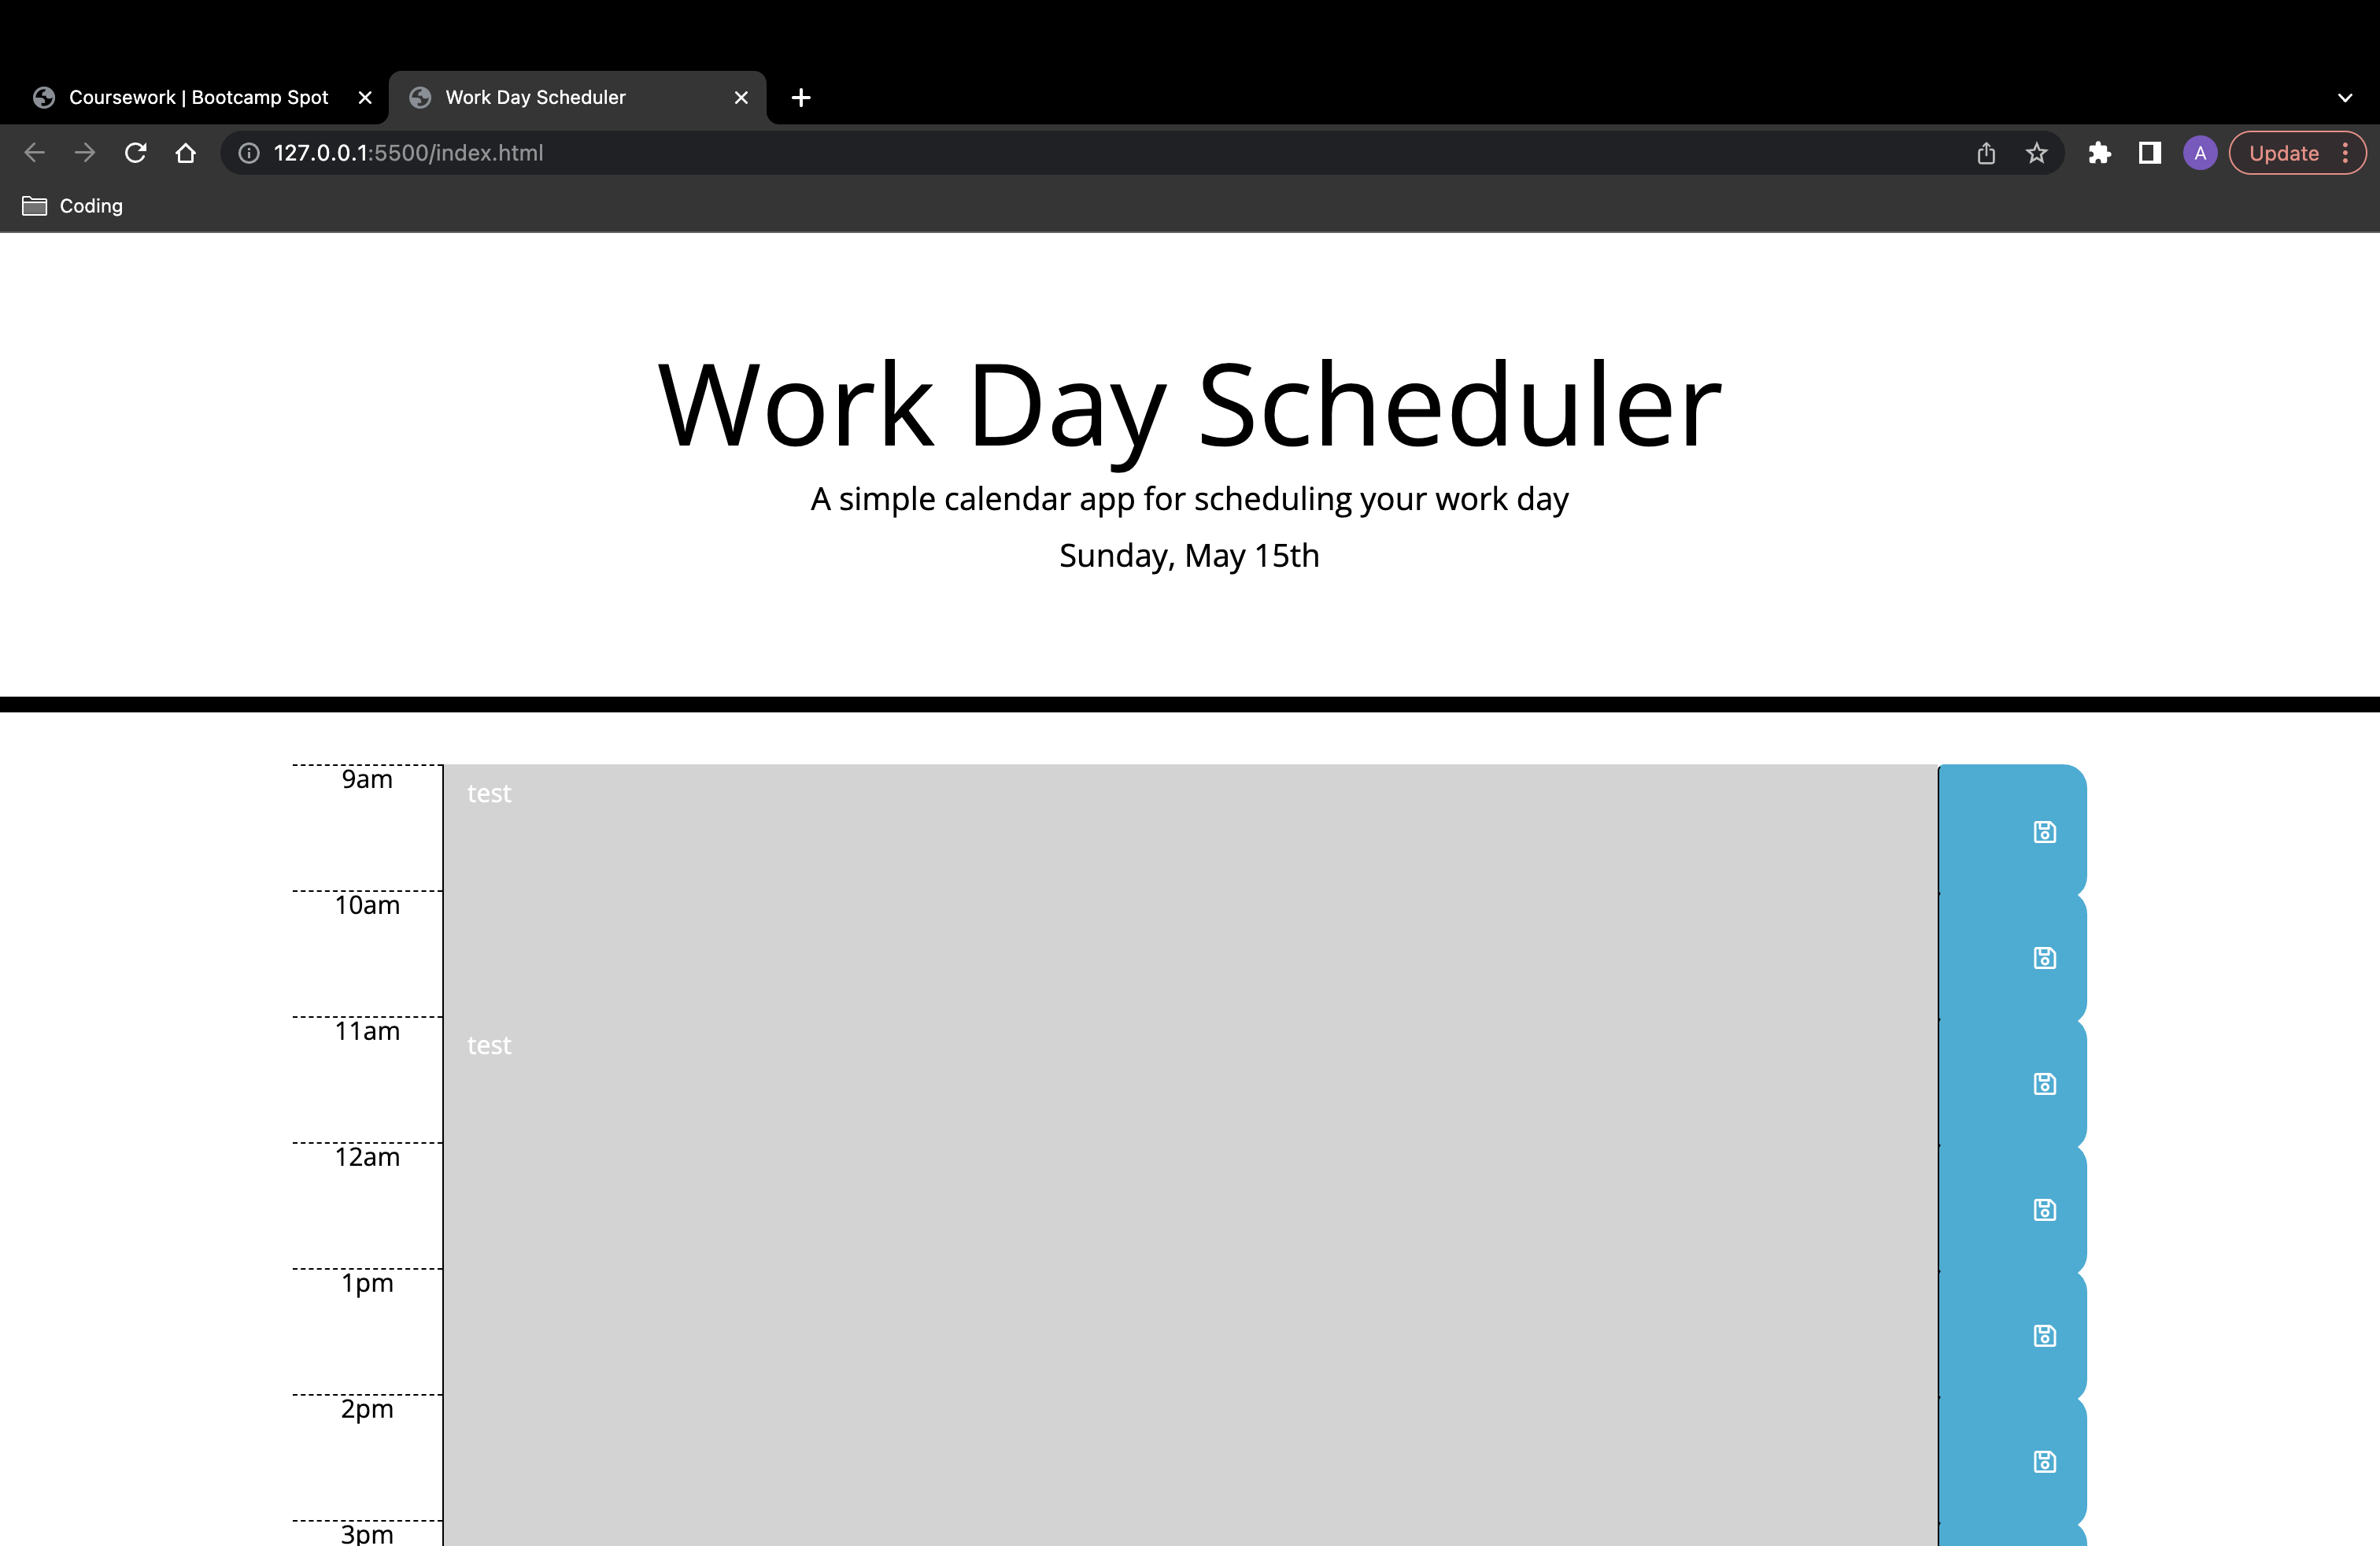 Coursework | Bootcamp Spot
Work Day Scheduler
127.0.0.1:5500/index.html
A
Update
Coding
Work Day Scheduler
A simple calendar app for scheduling your work day
Sunday, May 15th
9am
test
10am
11am
test
12am
1pm
2pm
3pm